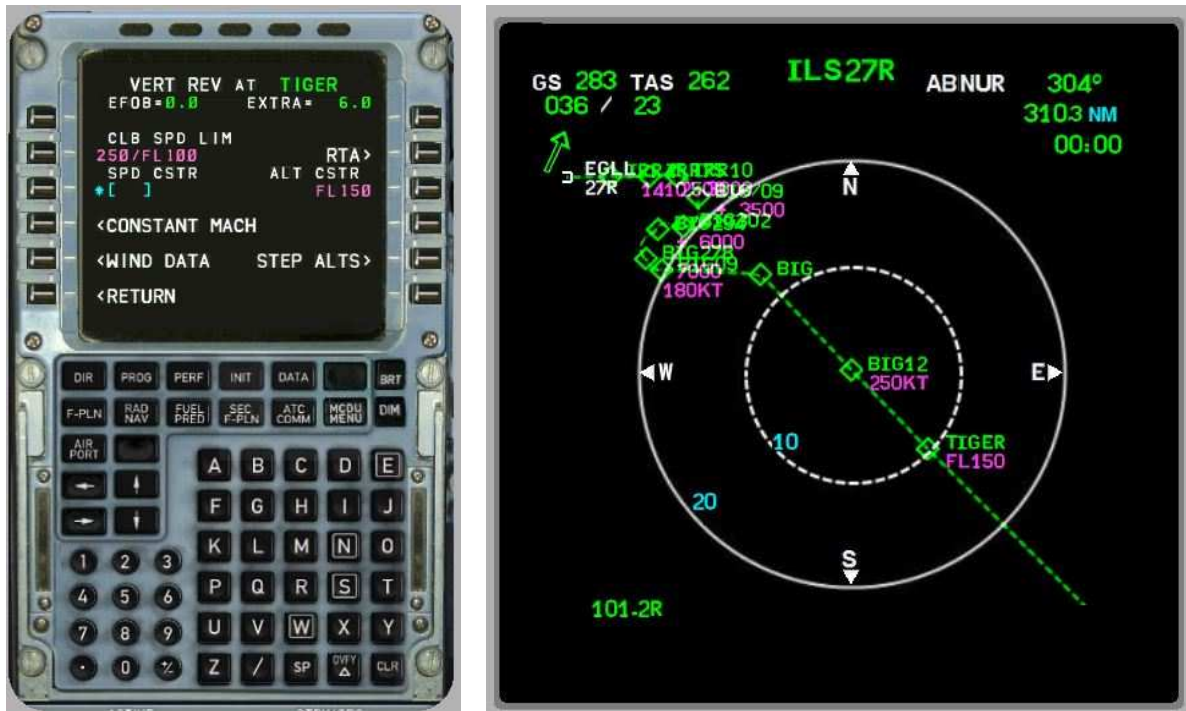 VERT REV AT TIGER
EFOB=0.0 EXTRA= 6.0
CLB SPD LIM
250/FL100 RTA>
SPD CSTR ALT CSTR
*[ ] FL150
<CONSTANT MACH
<WIND DATA STEP ALTS>
<RETURN
DIR PROG PERF INIT DATA BRT
F-PLN RAD NAV FUEL PRED SEC F-PLN ATC COMM MCDU MENU DIM
AIR PORT
A B C D E
F G H I J
K L M N O
1 2 3
P Q R S T
4 5 6
U V W X Y
7 8 9
Z / SP OVFY Δ CLR
. 0 +/-
GS 283 TAS 262 ILS27R ABNUR 304°
036 / 23 3103 NM
00:00
EGLL
27R
N
3500
6000
BIG
7000
180KT
W E
BIG12
250KT
10
TIGER
FL150
20
S
101.2R